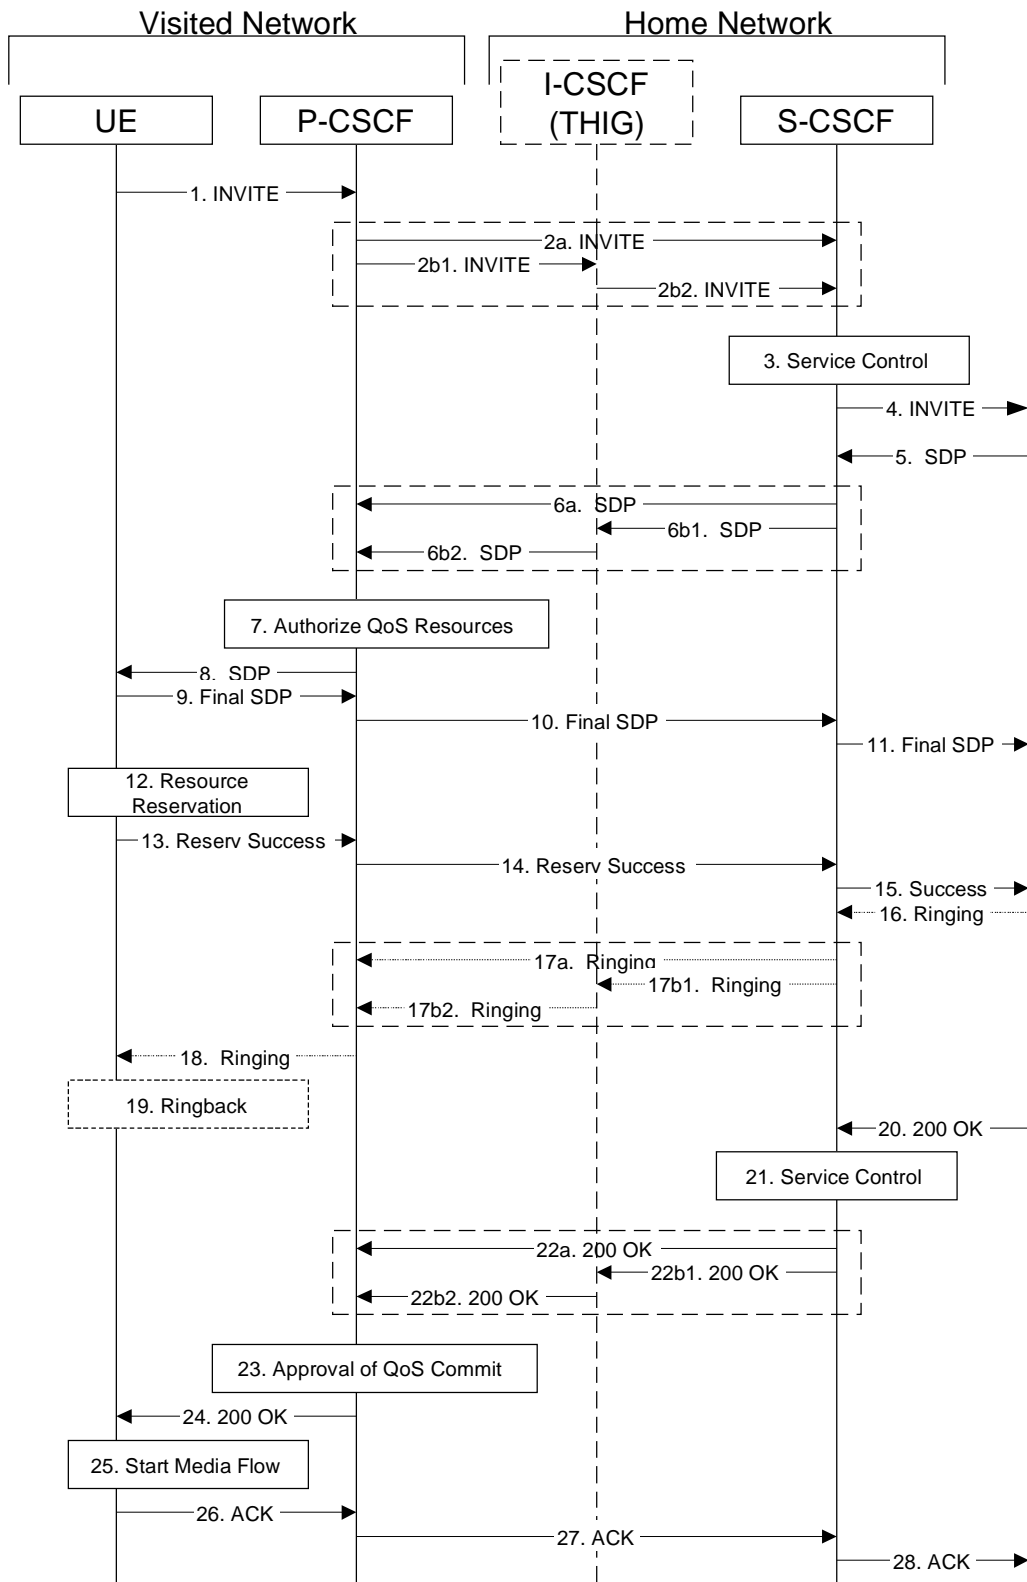 Visited Network
Home Network
UE
P-CSCF
I-CSCF
(THIG)
S-CSCF
1. INVITE
2a. INVITE
2b1. INVITE
2b2. INVITE
3. Service Control
4. INVITE
5. SDP
6a. SDP
6b1. SDP
6b2. SDP
7. Authorize QoS Resources
8. SDP
9. Final SDP
10. Final SDP
11. Final SDP
12. Resource
Reservation
13. Reserv Success
14. Reserv Success
15. Success
16. Ringing
17a. Ringing
17b1. Ringing
17b2. Ringing
18. Ringing
19. Ringback
20. 200 OK
21. Service Control
22a. 200 OK
22b1. 200 OK
22b2. 200 OK
23. Approval of QoS Commit
24. 200 OK
25. Start Media Flow
26. ACK
27. ACK
28. ACK